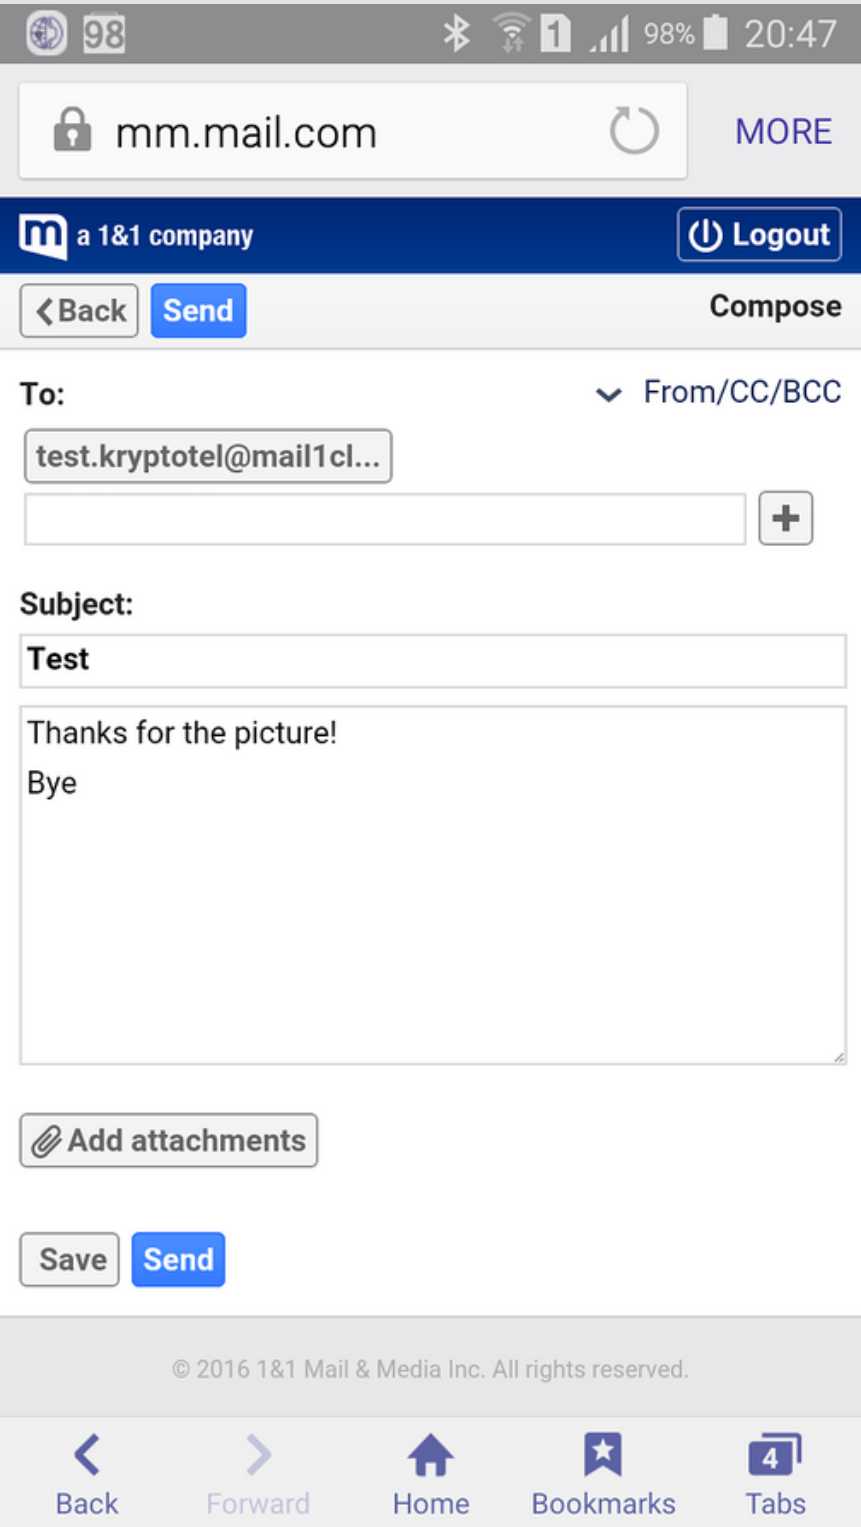 98 1 98% 20:47
mm.mail.com MORE
m a 1&1 company Logout
Back Send Compose
To: From/CC/BCC
test.kryptotel@mail1cl...
Subject:
Test
Thanks for the picture!
Bye
Add attachments
Save Send
© 2016 1&1 Mail & Media Inc. All rights reserved.
4
Back Forward Home Bookmarks Tabs